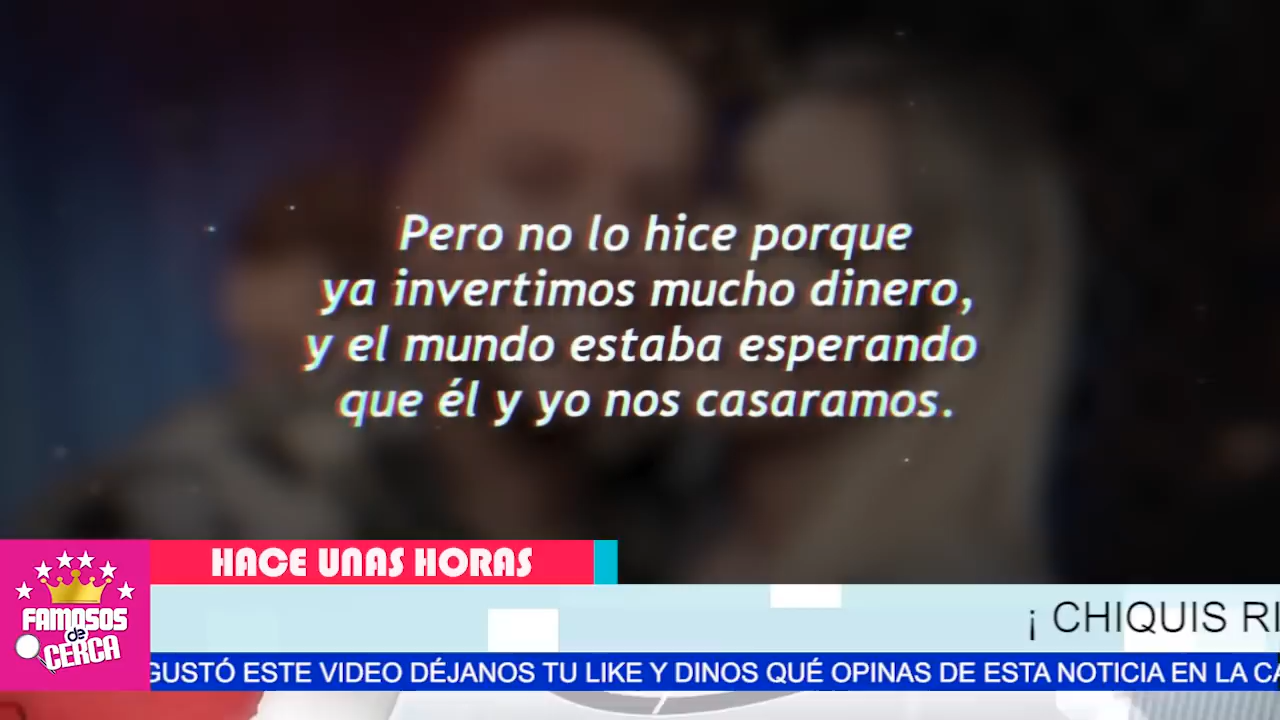 Pero no lo hice porque
ya invertimos mucho dinero,
y el mundo estaba esperando
que él y yo nos casaramos.
HACE UNAS HORAS
FAMOSOS
de
CERCA
¡ CHIQUIS RI
GUSTÓ ESTE VIDEO DÉJANOS TU LIKE Y DINOS QUÉ OPINAS DE ESTA NOTICIA EN LA CA